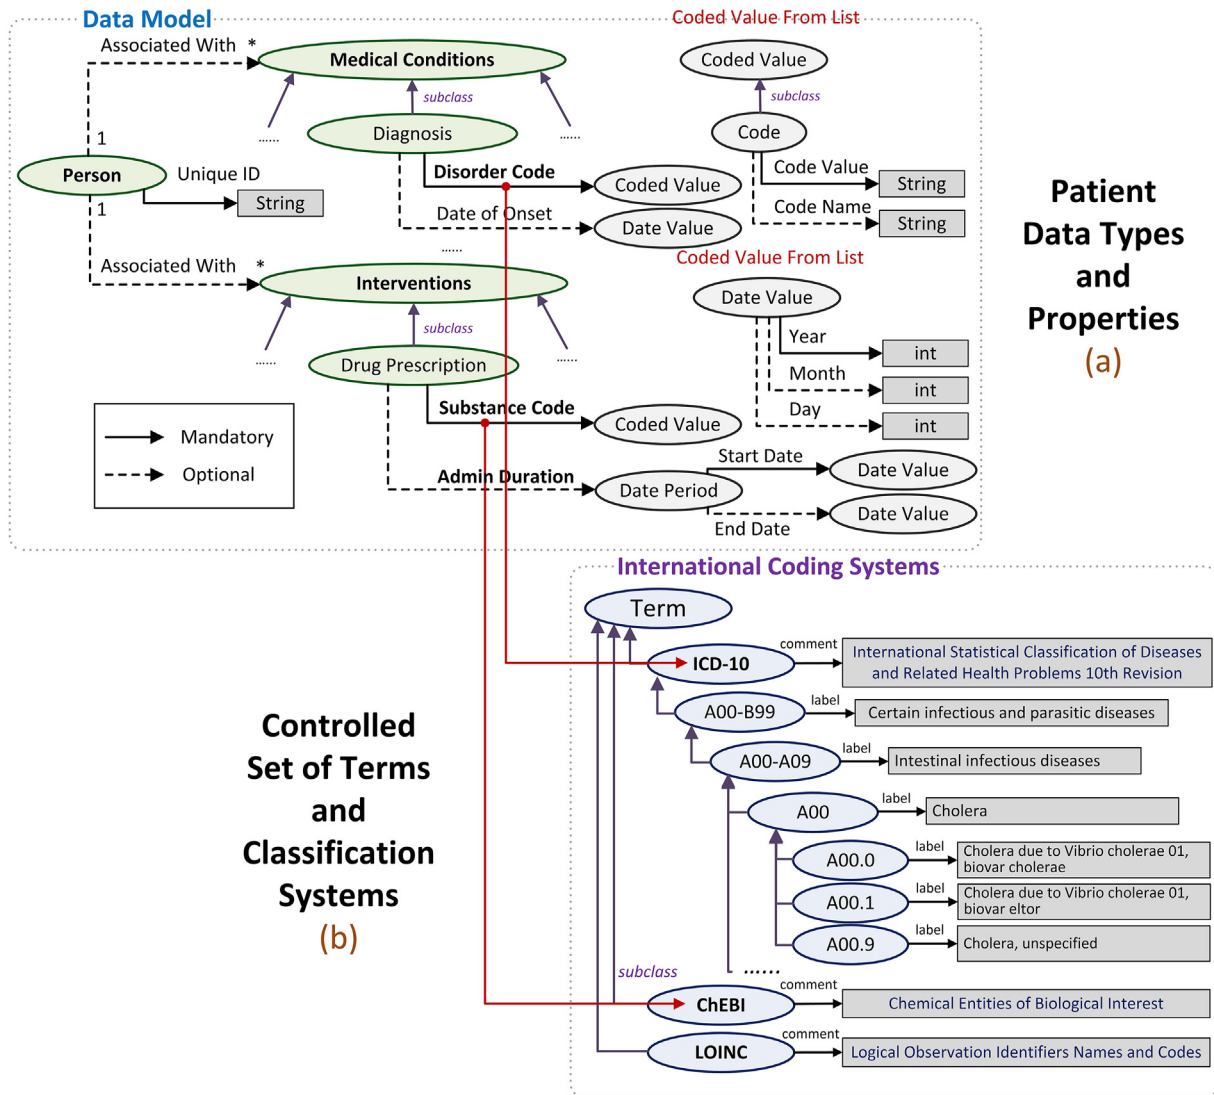 Data Model
Coded Value From List
Associated With *
Medical Conditions
Coded Value
subclass
subclass
......
......
1
Diagnosis
Code
Person
Unique ID
String
Disorder Code
Coded Value
Code Value
String
1
Date of Onset
Date Value
Code Name
String
......
Associated With *
Coded Value From List
Interventions
Date Value
subclass
......
......
Year
int
Drug Prescription
Month
int
Day
int
Substance Code
Coded Value
Mandatory
Optional
Admin Duration
Date Period
Start Date
Date Value
End Date
Date Value
Patient
Data Types
and
Properties
(a)
International Coding Systems
Term
ICD-10
comment
International Statistical Classification of Diseases
and Related Health Problems 10th Revision
A00-B99
label
Certain infectious and parasitic diseases
A00-A09
label
Intestinal infectious diseases
A00
label
Cholera
A00.0
label
Cholera due to Vibrio cholerae 01,
biovar cholerae
A00.1
label
Cholera due to Vibrio cholerae 01,
biovar eltor
A00.9
label
Cholera, unspecified
......
subclass
ChEBI
comment
Chemical Entities of Biological Interest
LOINC
comment
Logical Observation Identifiers Names and Codes
Controlled
Set of Terms
and
Classification
Systems
(b)